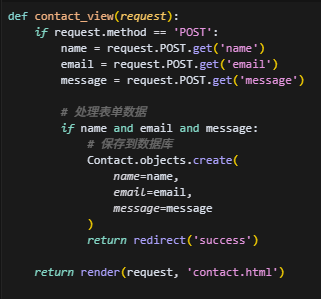 def contact_view(request):
    if request.method == 'POST':
        name = request.POST.get('name')
        email = request.POST.get('email')
        message = request.POST.get('message')

        # 处理表单数据
        if name and email and message:
            # 保存到数据库
            Contact.objects.create(
                name=name,
                email=email,
                message=message
            )
            return redirect('success')

    return render(request, 'contact.html')